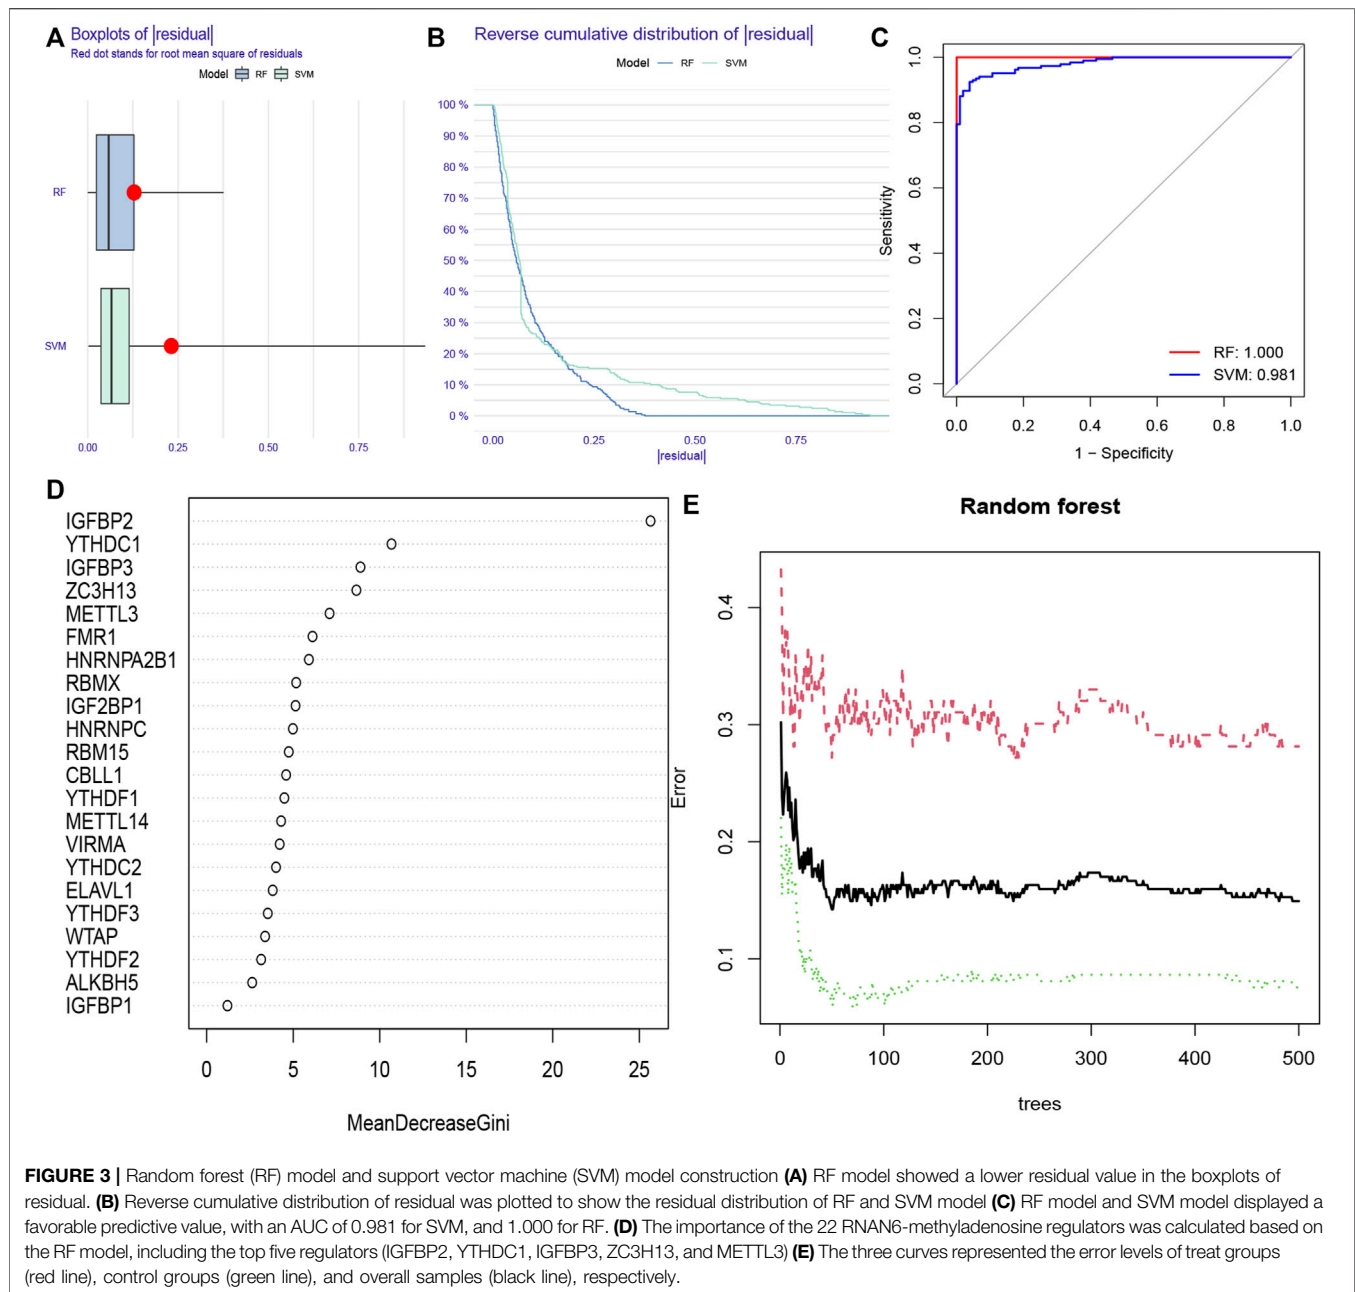 A Boxplots of |residual|
Red dot stands for root mean square of residuals
Model RF SVM
RF
SVM
0.00 0.25 0.50 0.75
B Reverse cumulative distribution of |residual|
Model RF SVM
100 %
90 %
80 %
70 %
60 %
50 %
40 %
30 %
20 %
10 %
0 %
0.00 0.25 0.50 0.75
|residual|
C
Sensitivity
1.0
0.8
0.6
0.4
0.2
0.0
RF: 1.000
SVM: 0.981
0.0 0.2 0.4 0.6 0.8 1.0
1 − Specificity
D
IGFBP2
YTHDC1
IGFBP3
ZC3H13
METTL3
FMR1
HNRNPA2B1
RBMX
IGF2BP1
HNRNPC
RBM15
CBLL1
YTHDF1
METTL14
VIRMA
YTHDC2
ELAVL1
YTHDF3
WTAP
YTHDF2
ALKBH5
IGFBP1
0 5 10 15 20 25
MeanDecreaseGini
E Random forest
Error
0.4
0.3
0.2
0.1
0 100 200 300 400 500
trees
FIGURE 3 | Random forest (RF) model and support vector machine (SVM) model construction (A) RF model showed a lower residual value in the boxplots of
residual. (B) Reverse cumulative distribution of residual was plotted to show the residual distribution of RF and SVM model (C) RF model and SVM model displayed a
favorable predictive value, with an AUC of 0.981 for SVM, and 1.000 for RF. (D) The importance of the 22 RNAN6-methyladenosine regulators was calculated based on
the RF model, including the top five regulators (IGFBP2, YTHDC1, IGFBP3, ZC3H13, and METTL3) (E) The three curves represented the error levels of treat groups
(red line), control groups (green line), and overall samples (black line), respectively.